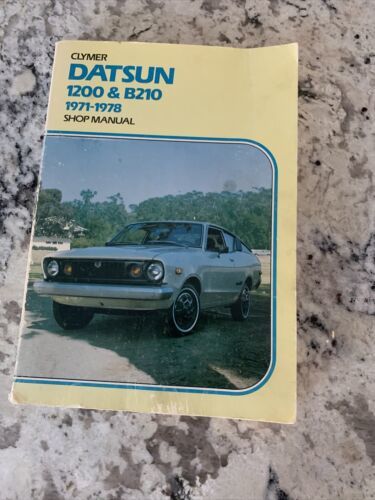 CLYMER
DATSUN
1200 & B210
1971-1978
SHOP MANUAL